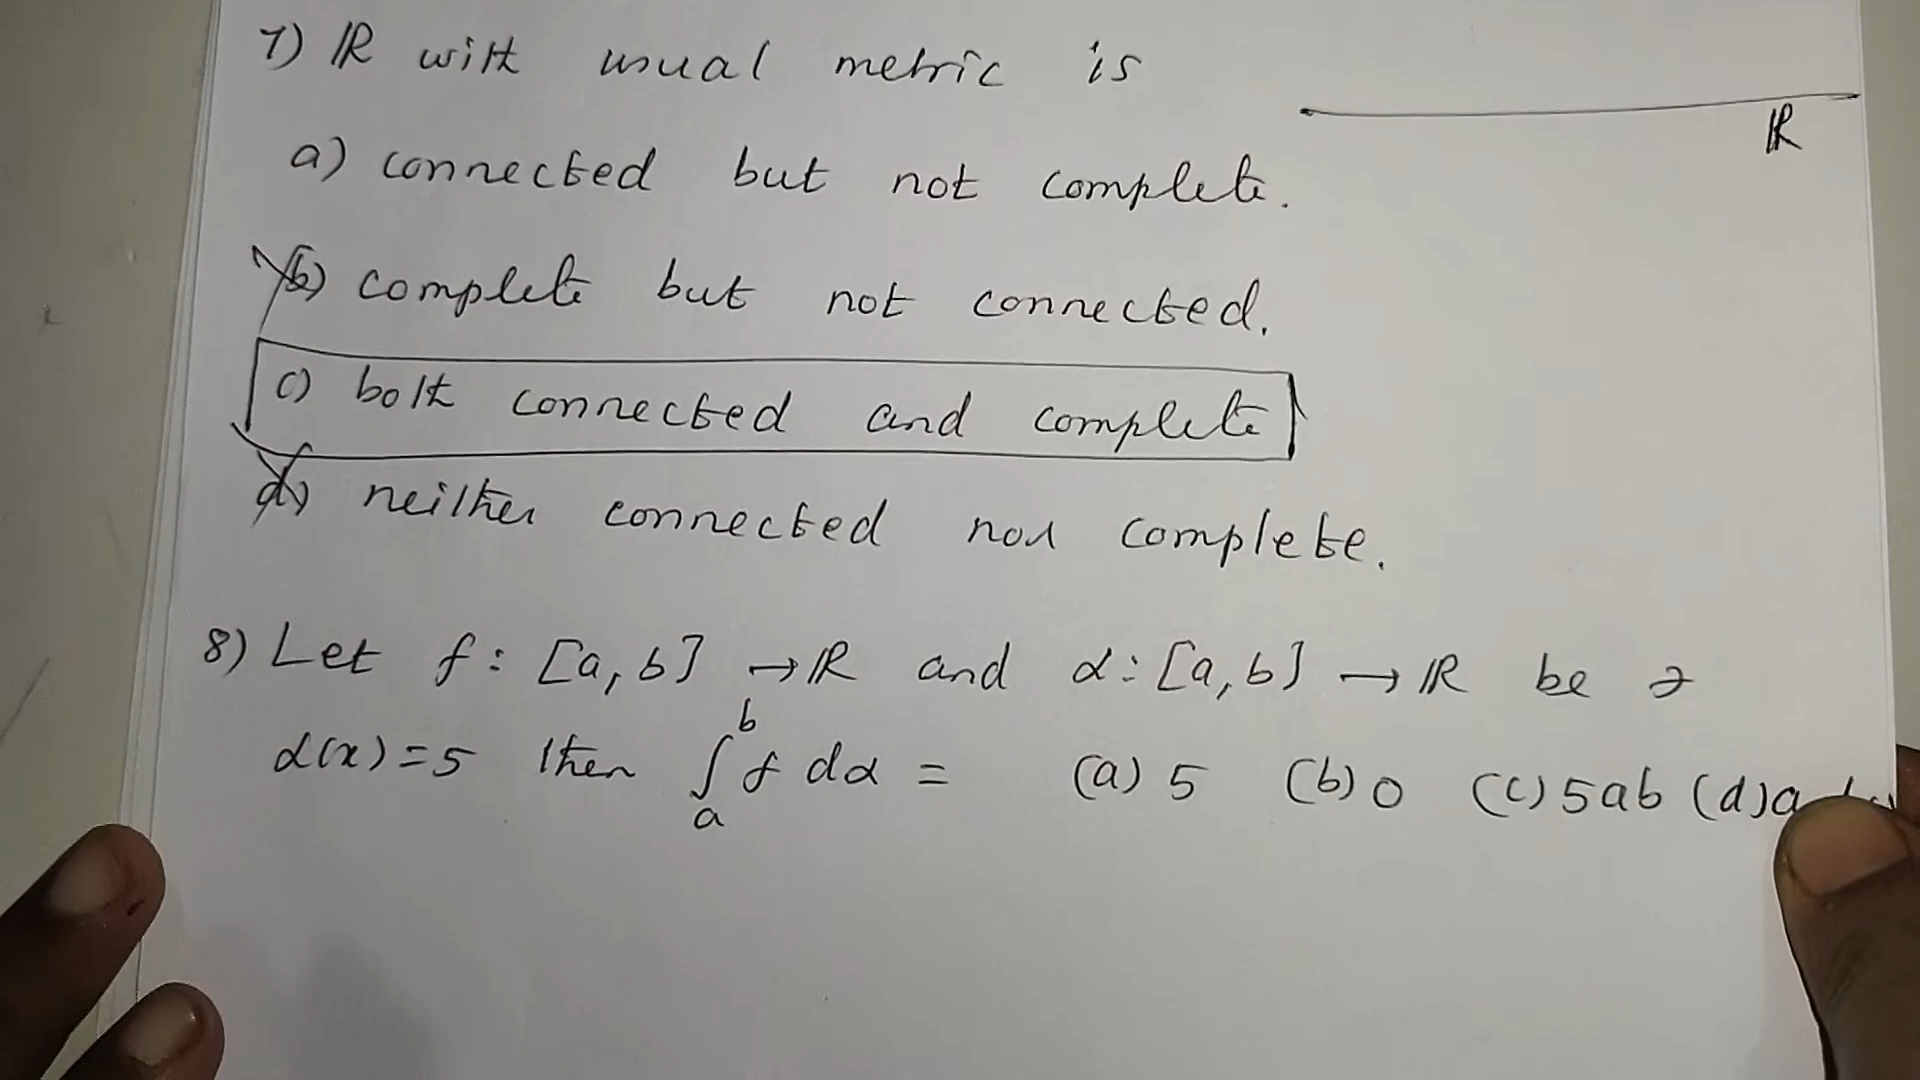 7) ℝ with usual metric is
ℝ
a) connected but not complete.
b) complete but not connected.
c) both connected and complete
d) neither connected nor complete.
8) Let f : [a, b] → ℝ and α : [a, b] → ℝ be ∋
α(x) = 5 then ∫ₐᵇ f dα = (a) 5 (b) 0 (c) 5ab (d) a